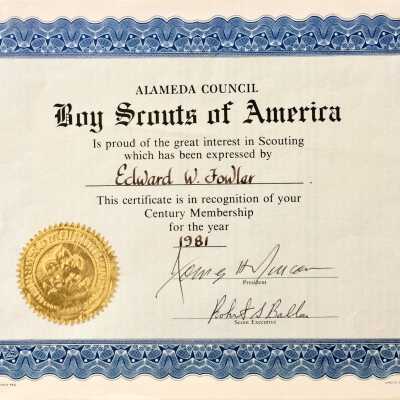 ALAMEDA COUNCIL
Boy Scouts of America
Is proud of the great interest in Scouting
which has been expressed by
Edward W. Fowler
This certificate is in recognition of your
Century Membership
for the year
1981
President
Robert S
Scout Executive